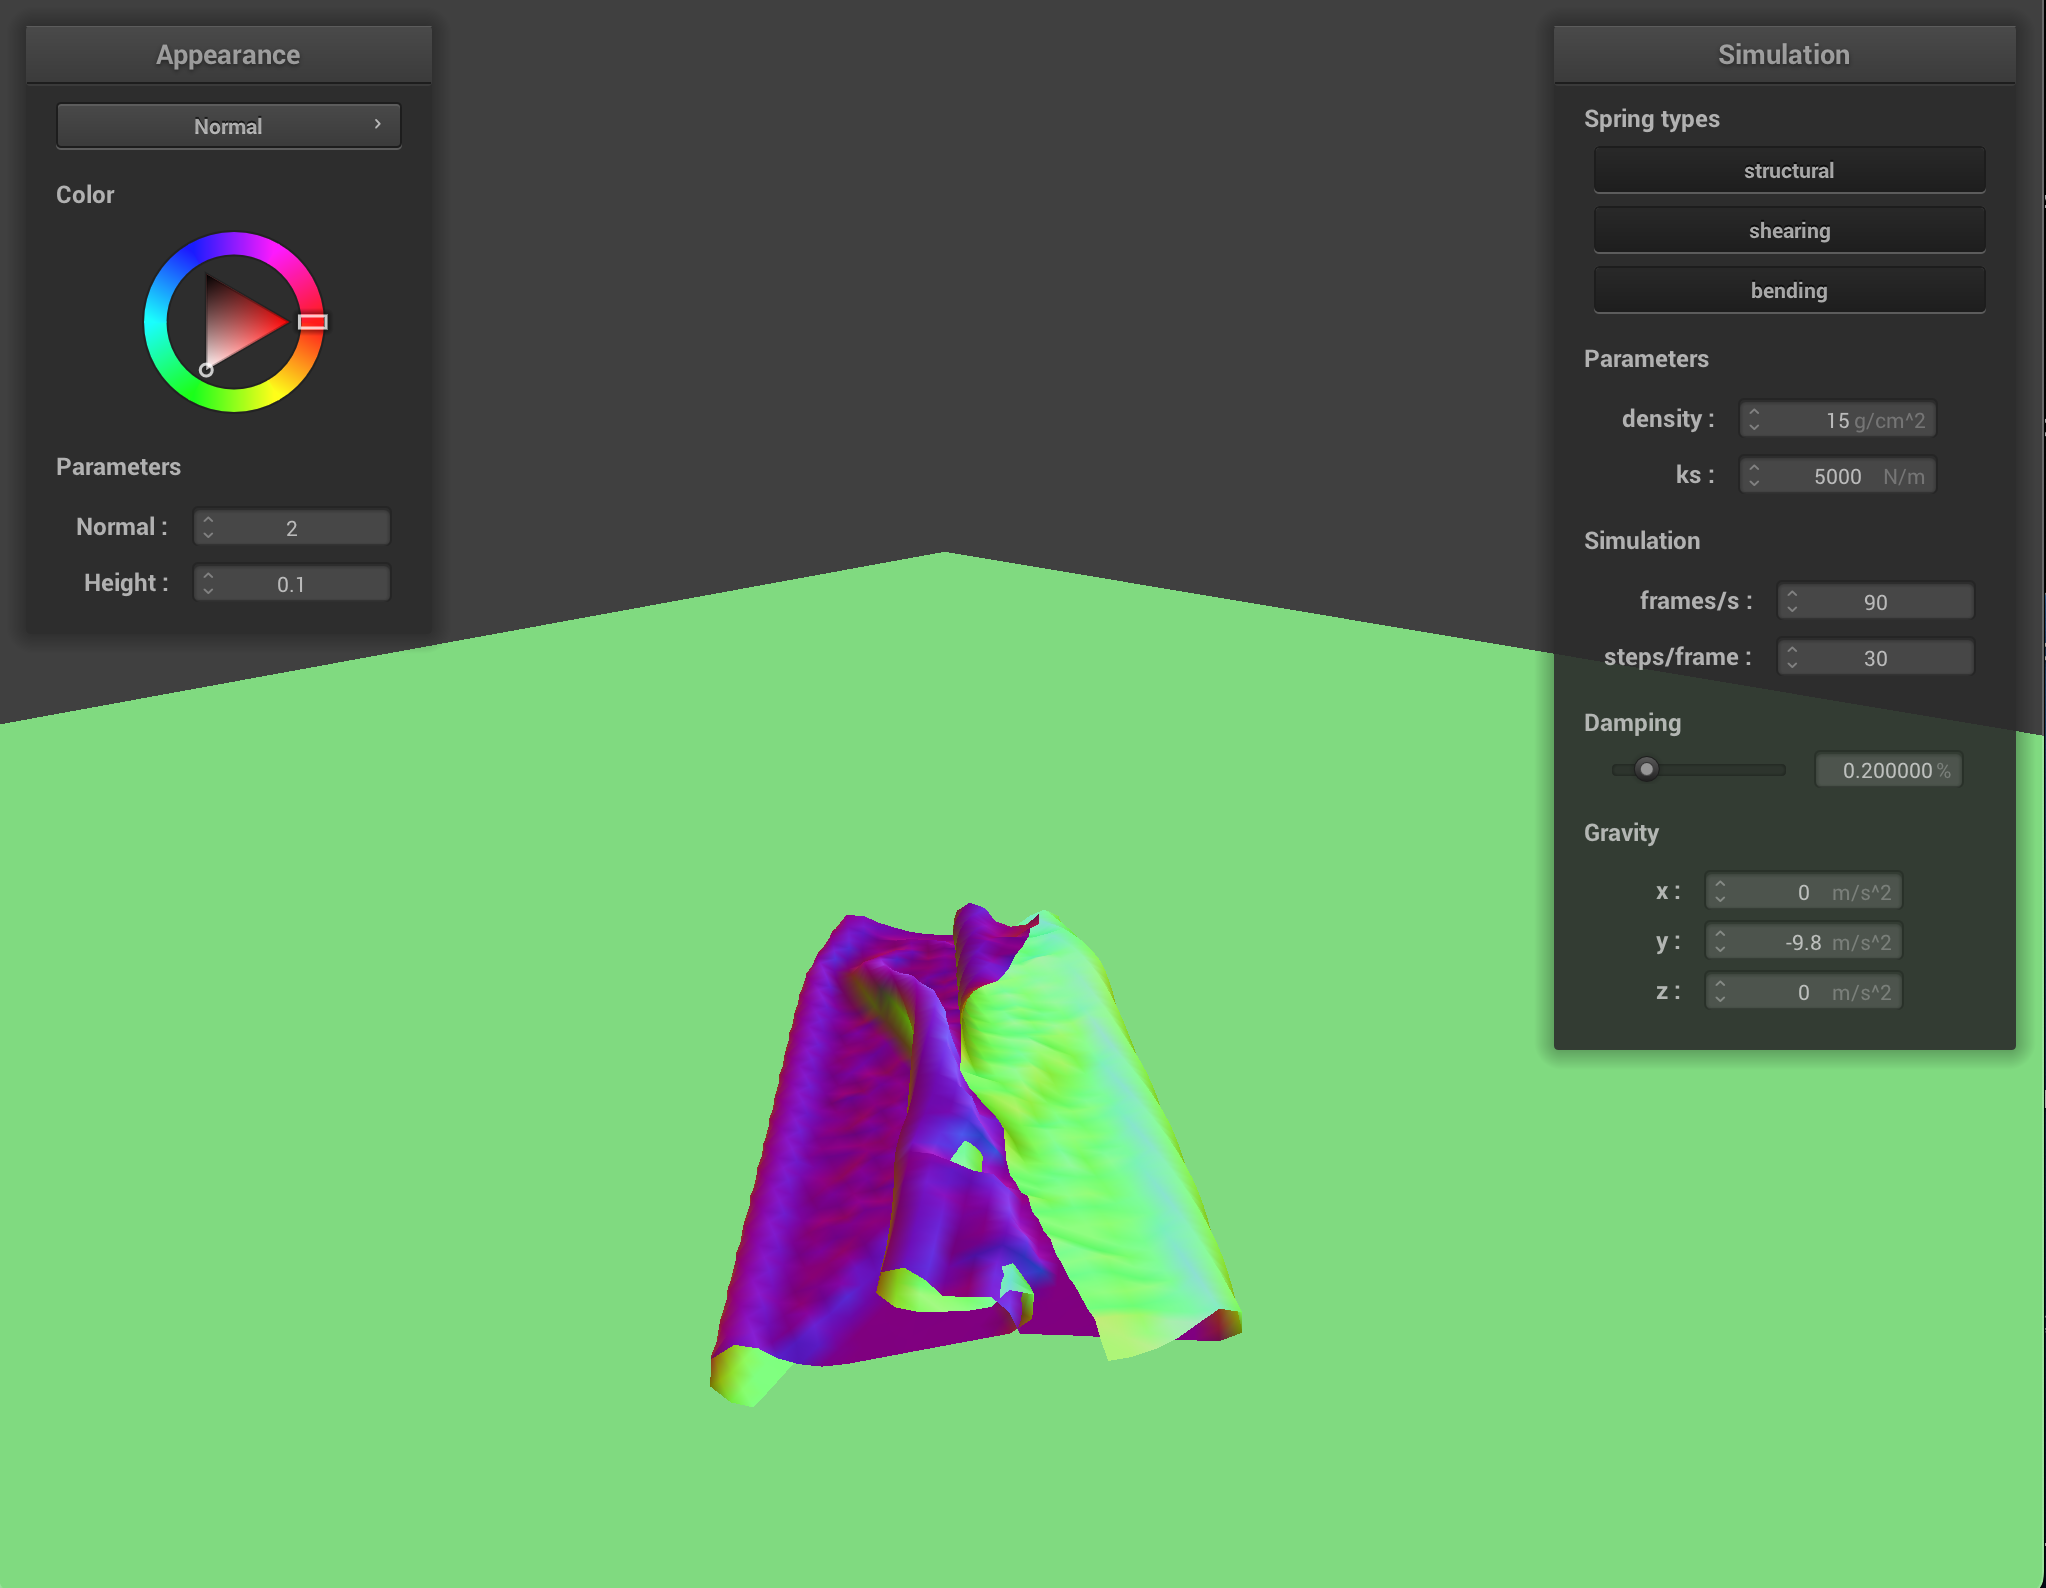 Appearance
Normal
Color
Parameters
Normal : 2
Height : 0.1
Simulation
Spring types
structural
shearing
bending
Parameters
density : 15 g/cm^2
ks : 5000 N/m
Simulation
frames/s : 90
steps/frame : 30
Damping
0.200000 %
Gravity
x : 0 m/s^2
y : -9.8 m/s^2
z : 0 m/s^2